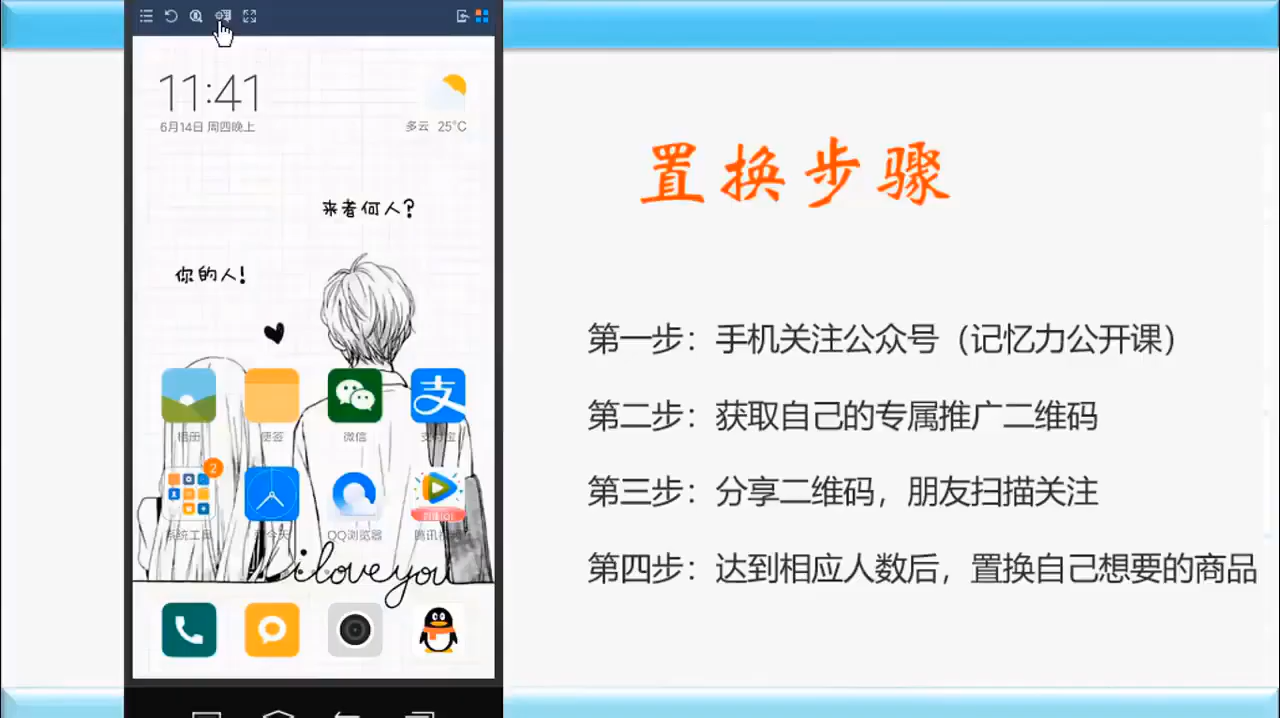 11:41
6月14日 周四晚上
多云 25°C
来者何人?
你的人!
相册
便签
微信
支付宝
2
系统工具
QQ浏览器
iloveyou
置换步骤
第一步：手机关注公众号（记忆力公开课）
第二步：获取自己的专属推广二维码
第三步：分享二维码，朋友扫描关注
第四步：达到相应人数后，置换自己想要的商品